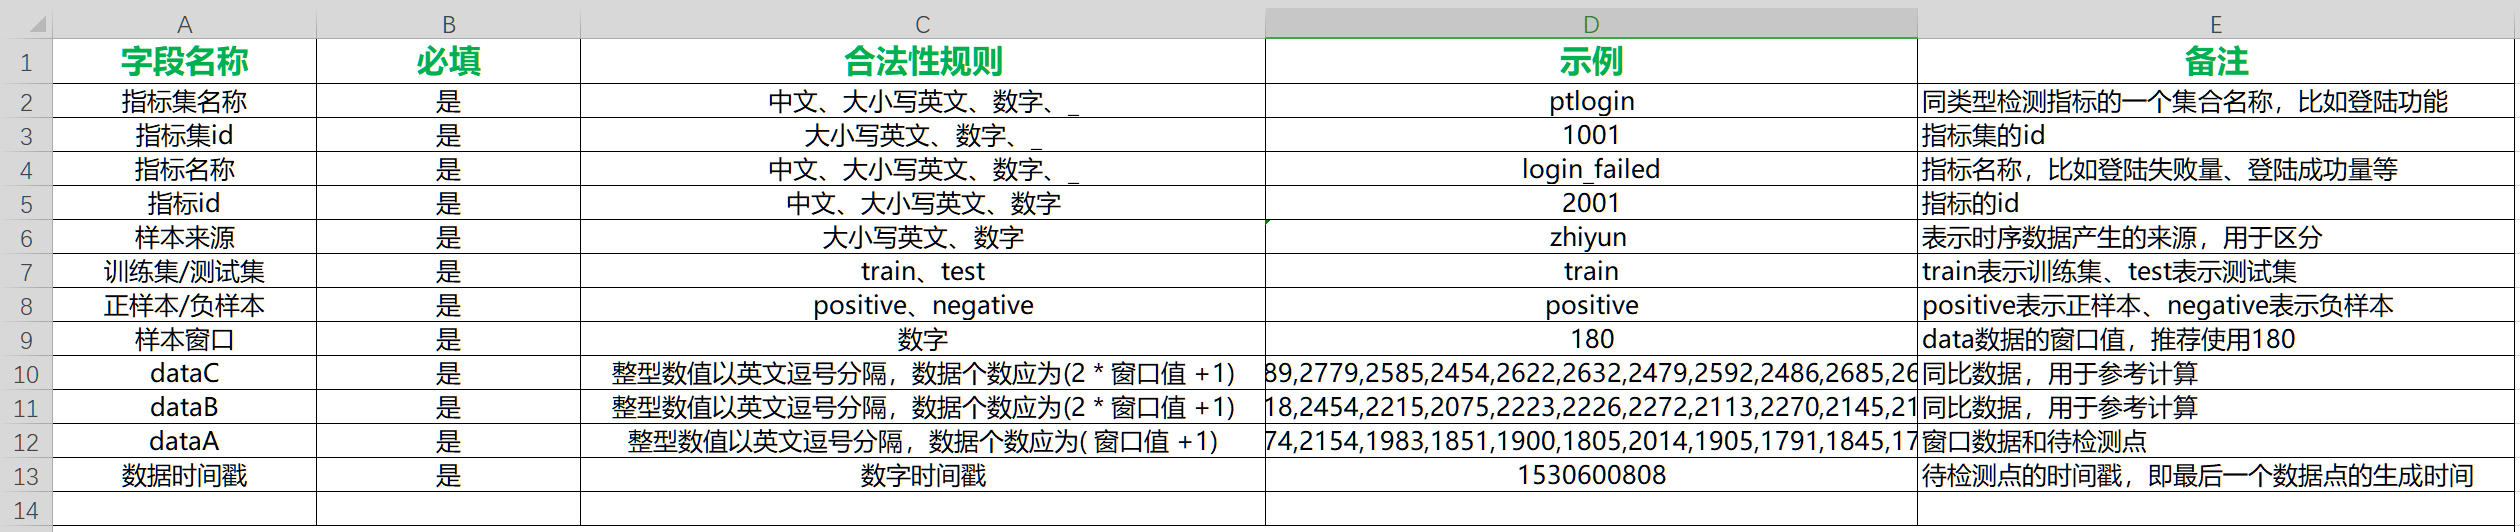 A B C D E
1 字段名称 必填 合法性规则 示例 备注
2 指标集名称 是 中文、大小写英文、数字、_ ptlogin 同类型检测指标的一个集合名称，比如登陆功能
3 指标集id 是 大小写英文、数字、_ 1001 指标集的id
4 指标名称 是 中文、大小写英文、数字、_ login_failed 指标名称，比如登陆失败量、登陆成功量等
5 指标id 是 中文、大小写英文、数字 2001 指标的id
6 样本来源 是 大小写英文、数字 zhiyun 表示时序数据产生的来源，用于区分
7 训练集/测试集 是 train、test train train表示训练集、test表示测试集
8 正样本/负样本 是 positive、negative positive positive表示正样本、negative表示负样本
9 样本窗口 是 数字 180 data数据的窗口值，推荐使用180
10 dataC 是 整型数值以英文逗号分隔，数据个数应为(2 * 窗口值 +1) 89,2779,2585,2454,2622,2632,2479,2592,2486,2685,26 同比数据，用于参考计算
11 dataB 是 整型数值以英文逗号分隔，数据个数应为(2 * 窗口值 +1) 18,2454,2215,2075,2223,2226,2272,2113,2270,2145,21 同比数据，用于参考计算
12 dataA 是 整型数值以英文逗号分隔，数据个数应为( 窗口值 +1) 74,2154,1983,1851,1900,1805,2014,1905,1791,1845,17 窗口数据和待检测点
13 数据时间戳 是 数字时间戳 1530600808 待检测点的时间戳，即最后一个数据点的生成时间
14